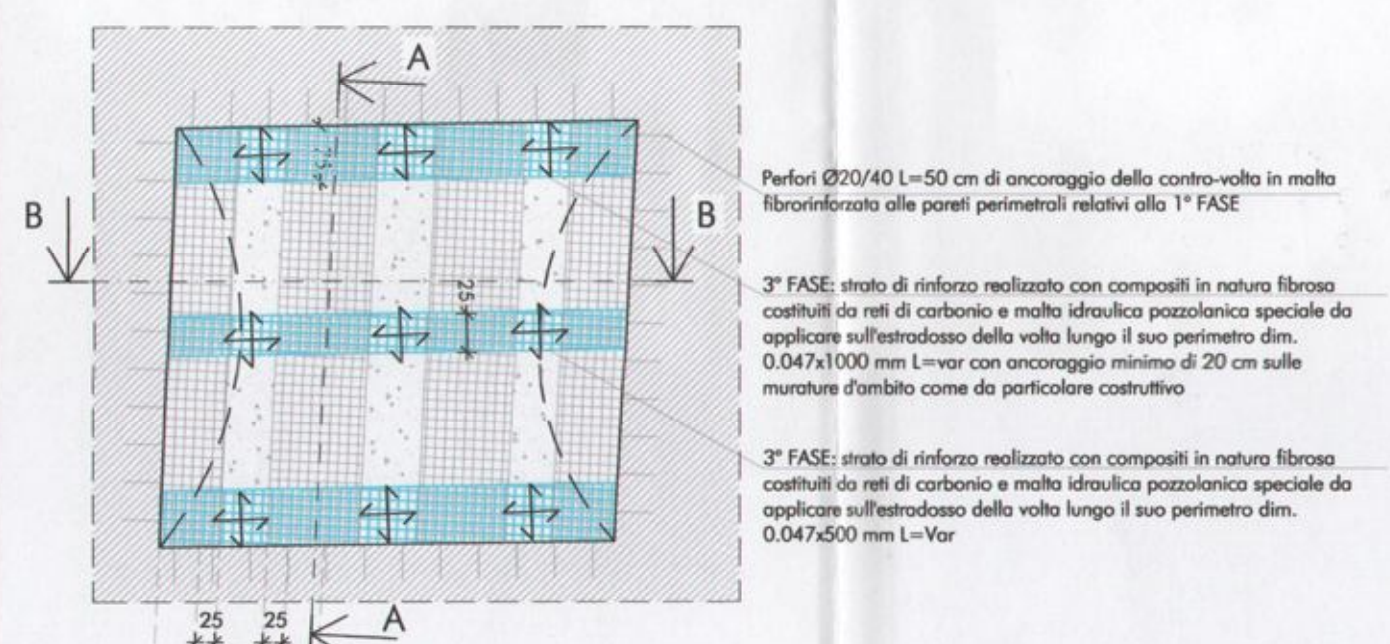 A
B
B
25
25
25
A
Perfori Ø20/40 L=50 cm di ancoraggio della contro-volta in malta
fibrorinforzata alle pareti perimetrali relativi alla 1° FASE
3° FASE: strato di rinforzo realizzato con compositi in natura fibrosa
costituiti da reti di carbonio e malta idraulica pozzolanica speciale da
applicare sull'estradosso della volta lungo il suo perimetro dim.
0.047x1000 mm L=var con ancoraggio minimo di 20 cm sulle
murature d'ambito come da particolare costruttivo
3° FASE: strato di rinforzo realizzato con compositi in natura fibrosa
costituiti da reti di carbonio e malta idraulica pozzolanica speciale da
applicare sull'estradosso della volta lungo il suo perimetro dim.
0.047x500 mm L=Var